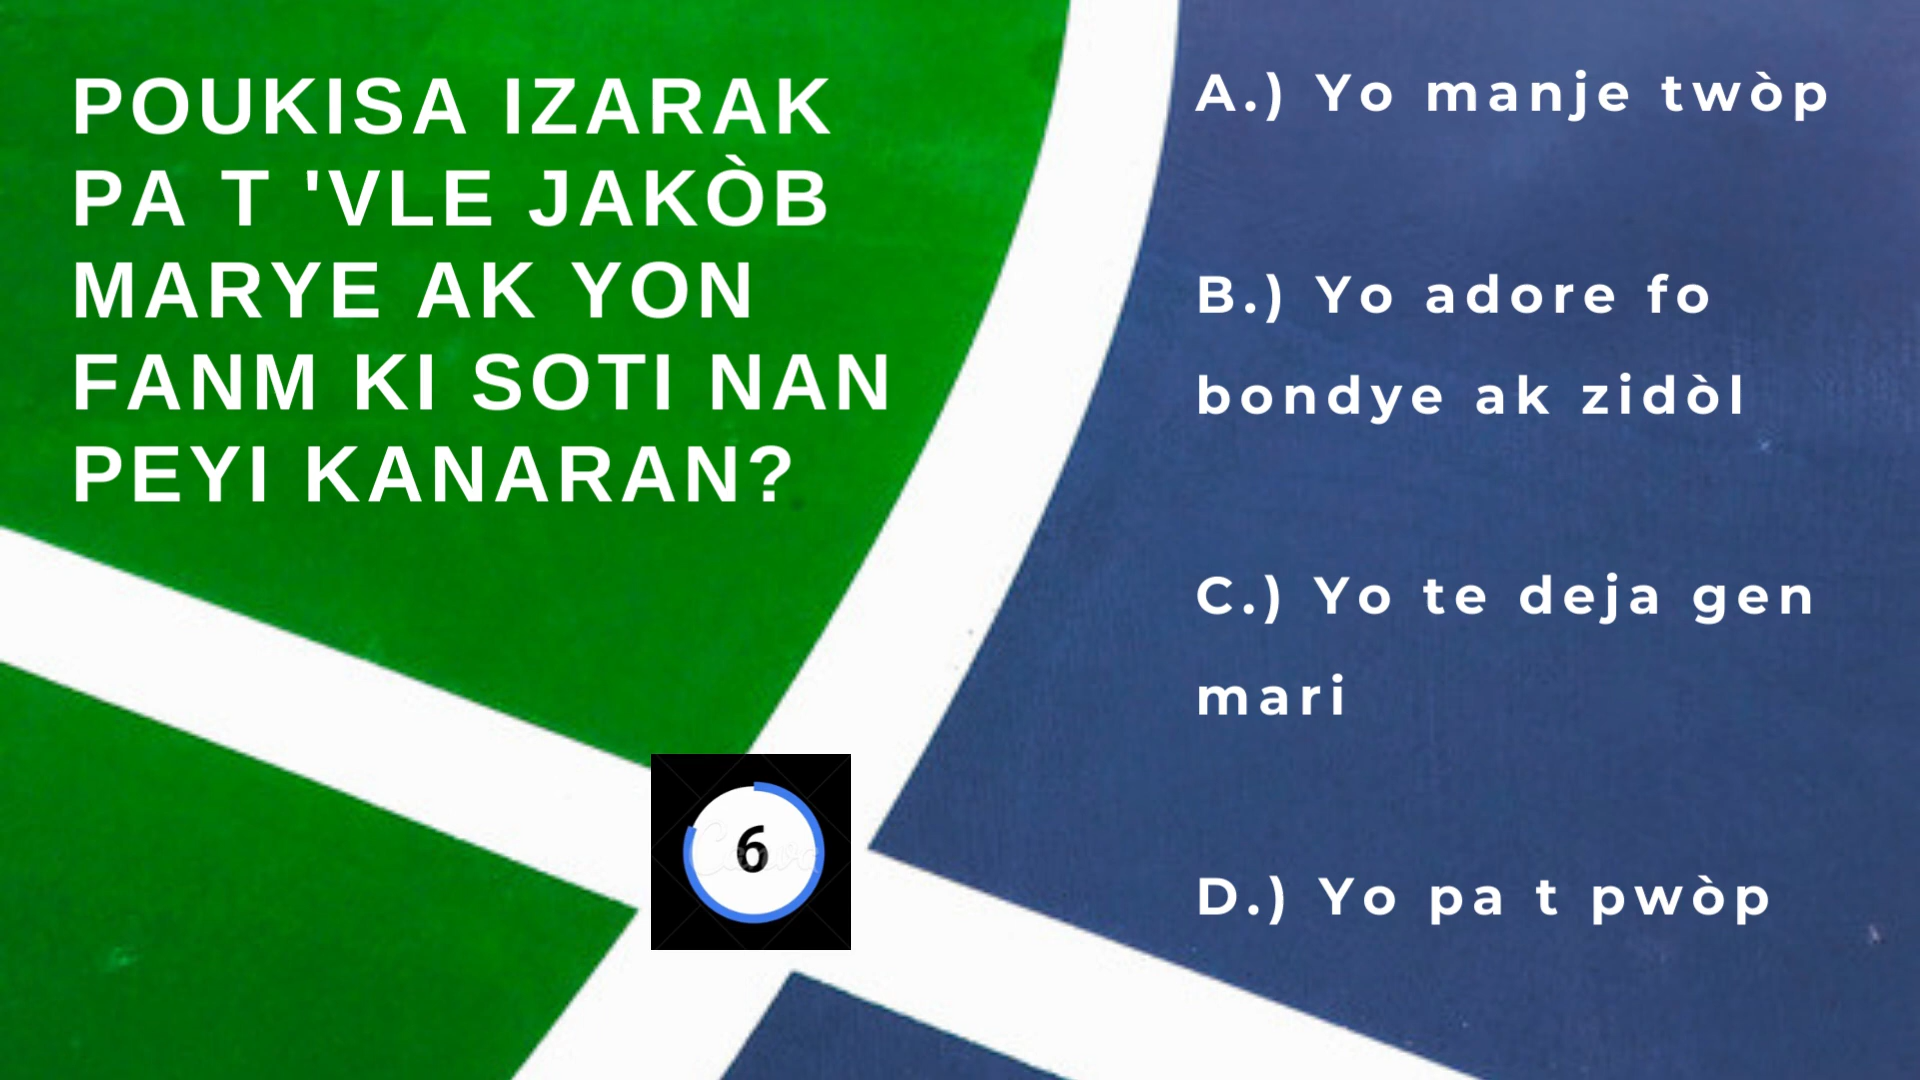 POUKISA IZARAK
PA T 'VLE JAKÒB
MARYE AK YON
FANM KI SOTI NAN
PEYI KANARAN?
A.) Yo manje twòp
B.) Yo adore fo
bondye ak zidòl
C.) Yo te deja gen
mari
D.) Yo pa t pwòp
6
Canva